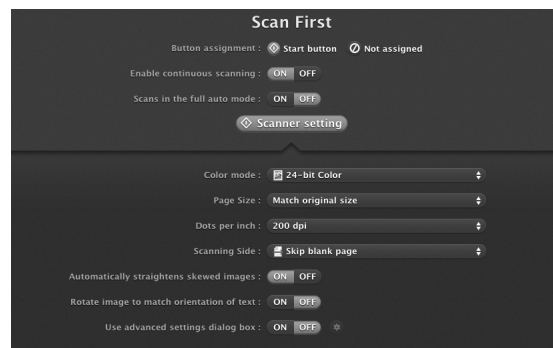 Scan First
Button assignment : Start button Not assigned
Enable continuous scanning : ON OFF
Scans in the full auto mode : ON OFF
Scanner setting
Color mode : 24-bit Color
Page Size : Match original size
Dots per inch : 200 dpi
Scanning Side : Skip blank page
Automatically straightens skewed images : ON OFF
Rotate image to match orientation of text : ON OFF
Use advanced settings dialog box : ON OFF